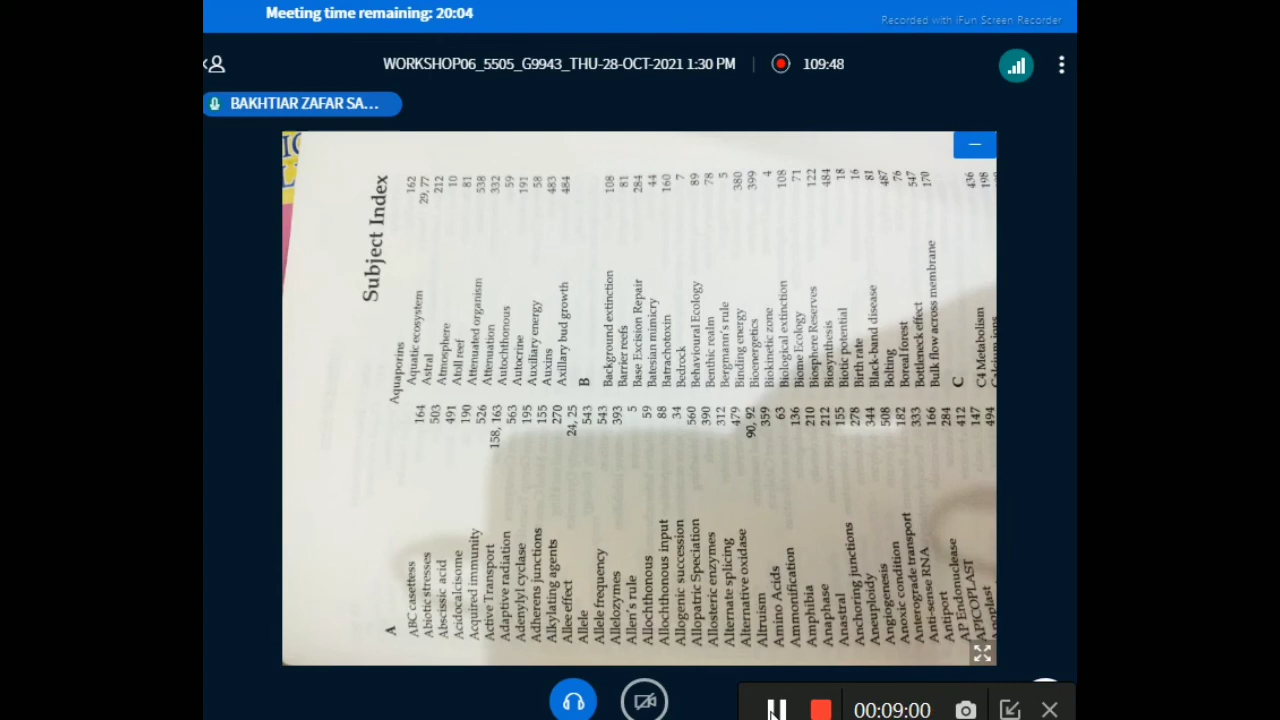 Meeting time remaining: 20:04
Recorded with iFun Screen Recorder
WORKSHOP06_5505_G9943_THU-28-OCT-2021 1:30 PM
109:48
BAKHTIAR ZAFAR SA...
Subject Index
A
ABC casettess 164
Abiotic stresses 503
Abscissic acid 491
Acidocalcisome 190
Acquired immunity 526
Active Transport 158, 163
Adaptive radiation 563
Adenylyl cyclase 195
Adherens junctions 155
Alkylating agents 270
Allee effect 24, 25
Allele 543
Allele frequency 543
Allelozymes 393
Allen's rule 5
Allochthonous 59
Allochthonous input 88
Allogenic succession 34
Allopatric Speciation 560
Allosteric enzymes 390
Alternate splicing 312
Alternative oxidase 479
Altruism 90, 92
Amino Acids 359
Ammonification 63
Amphibia 136
Anaphase 210
Anastral 212
Anchoring junctions 155
Aneuploidy 278
Angiogenesis 344
Anoxic condition 508
Anterograde transport 182
Anti-sense RNA 333
Antiport 166
AP Endonuclease 284
APICOPLAST 412
Apoplast 147
494
Aquaporins 162
Aquatic ecosystem 29, 77
Astral 212
Atmosphere 10
Atoll reef 81
Attenuated organism 538
Attenuation 332
Autochthonous 59
Autocrine 191
Auxiliary energy 58
Auxins 483
Axillary bud growth 484
B
Background extinction 108
Barrier reefs 81
Base Excision Repair 284
Batesian mimicry 44
Batrachotoxin 160
Bedrock 7
Behavioural Ecology 89
Benthic realm 78
Bergmann's rule 5
Binding energy 380
Bioenergetics 399
Biokinetic zone 4
Biological extinction 108
Biome Ecology 71
Biosphere Reserves 122
Biosynthesis 484
Biotic potential 18
Birth rate 16
Black-band disease 81
Bolting 487
Boreal forest 76
Bottleneck effect 547
Bulk flow across membrane 170
C
C4 Metabolism 436
Calcium ions 198
00:09:00